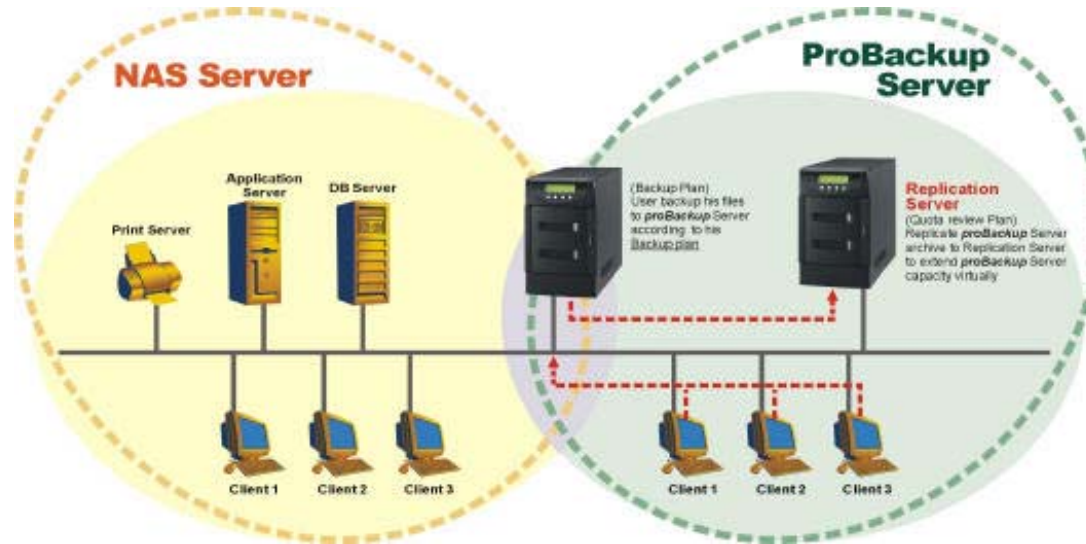 NAS Server
ProBackup
Server
Application
Server
DB Server
Print Server
(Backup Plan)
User backup his files
to proBackup Server
according to his
Backup plan
Replication
Server
(Quota review Plan)
Replicate proBackup Server
archive to Replication Server
to extend proBackup Server
capacity virtually
Client 1
Client 2
Client 3
Client 1
Client 2
Client 3